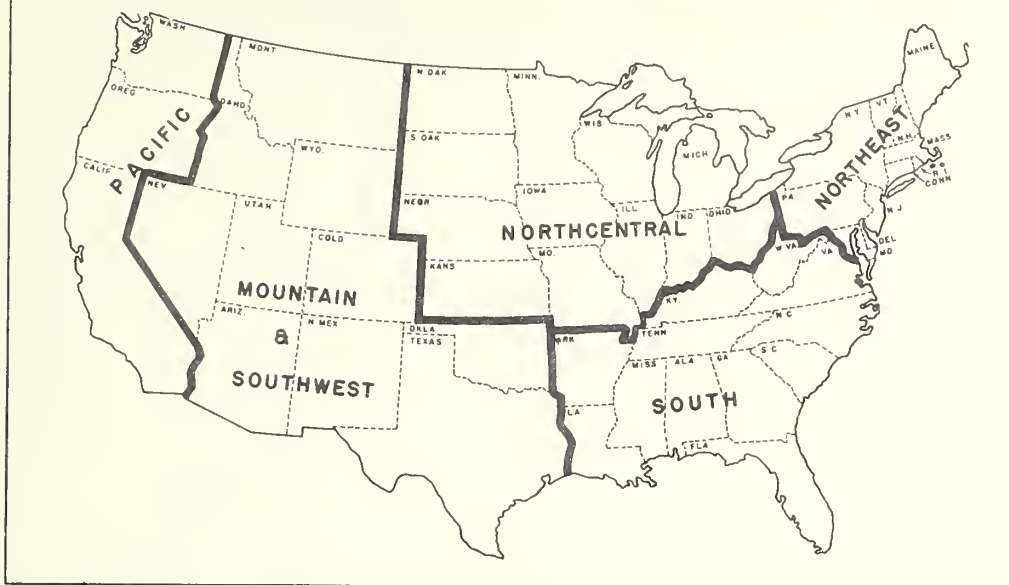 WASH
MONT
N DAK
MINN.
MAINE
OREG
IDAHO
S DAK
WIS
N Y
VT
N.H.
MASS
R I
CONN
PACIFIC
WYO.
MICH
NORTHEAST
CALIF
NEV
UTAH
NEBR
IOWA
ILL
IND
OHIO
PA
N J
NORTHCENTRAL
COLO
KANS
MO.
W VA
VA
DEL
MD
MOUNTAIN
&
SOUTHWEST
ARIZ
N MEX
OKLA
TEXAS
ARK
KY.
TENN
N C
S C
MISS
ALA
GA
LA
SOUTH
FLA